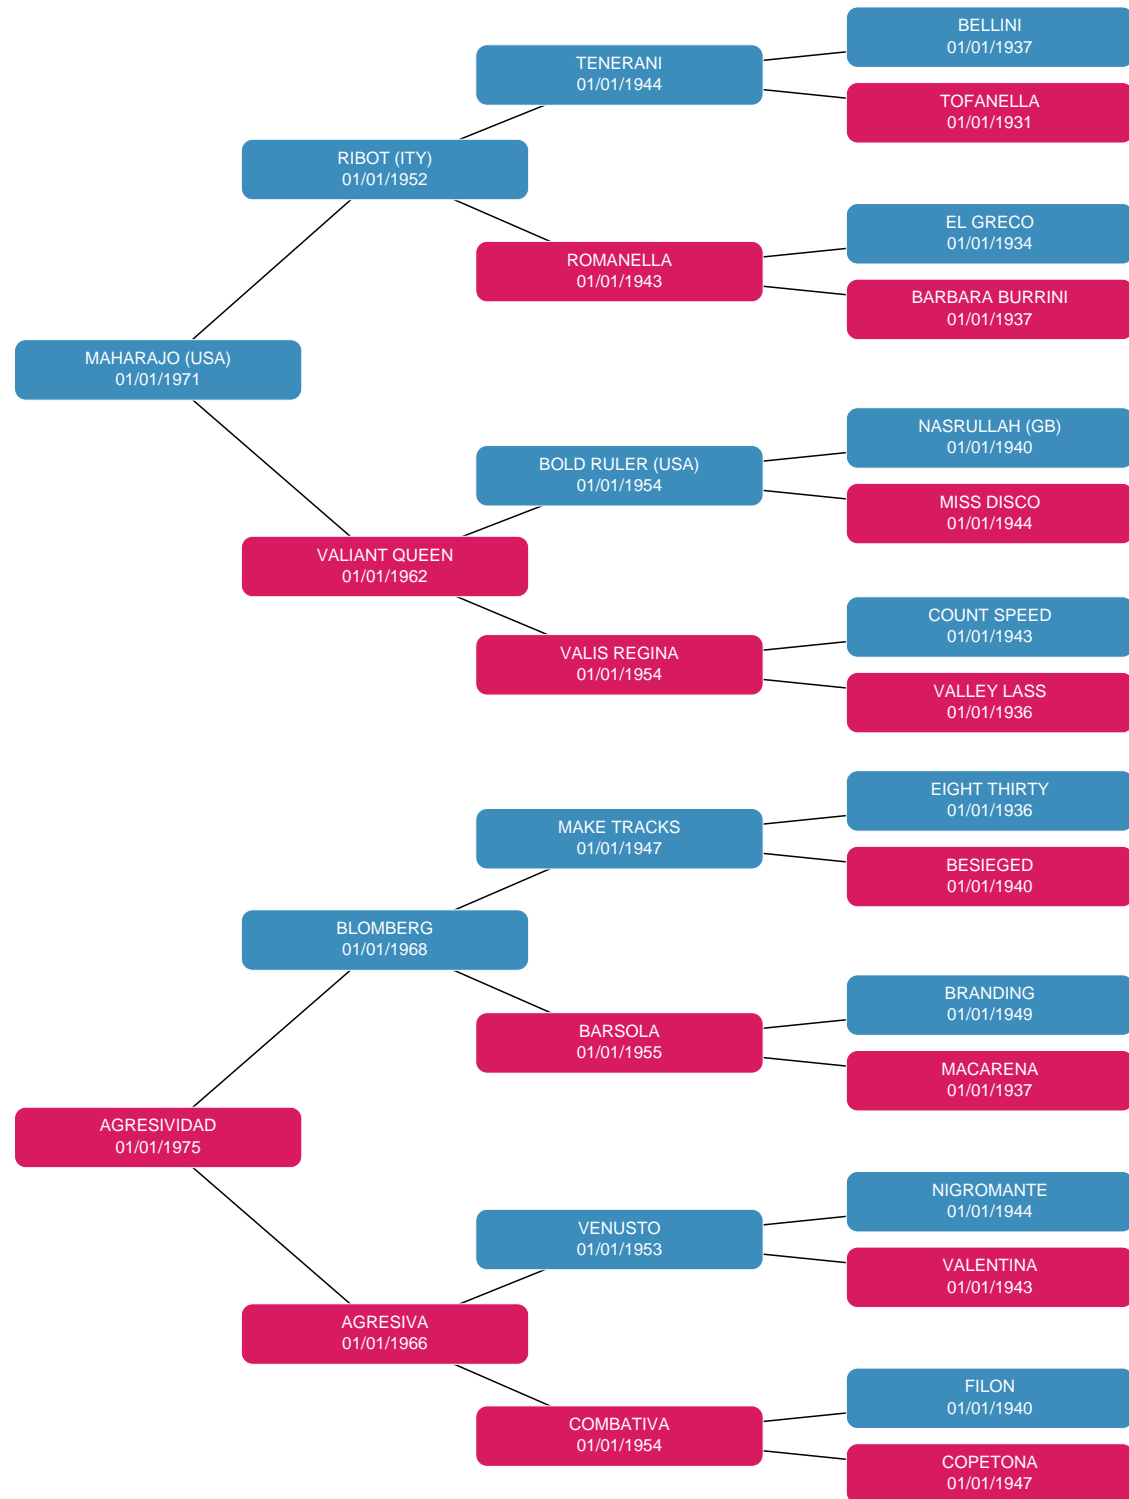 BELLINI
01/01/1937
TENERANI
01/01/1944
TOFANELLA
01/01/1931
RIBOT (ITY)
01/01/1952
EL GRECO
01/01/1934
ROMANELLA
01/01/1943
BARBARA BURRINI
01/01/1937
MAHARAJO (USA)
01/01/1971
NASRULLAH (GB)
01/01/1940
BOLD RULER (USA)
01/01/1954
MISS DISCO
01/01/1944
VALIANT QUEEN
01/01/1962
COUNT SPEED
01/01/1943
VALIS REGINA
01/01/1954
VALLEY LASS
01/01/1936
EIGHT THIRTY
01/01/1936
MAKE TRACKS
01/01/1947
BESIEGED
01/01/1940
BLOMBERG
01/01/1968
BRANDING
01/01/1949
BARSOLA
01/01/1955
MACARENA
01/01/1937
AGRESIVIDAD
01/01/1975
NIGROMANTE
01/01/1944
VENUSTO
01/01/1953
VALENTINA
01/01/1943
AGRESIVA
01/01/1966
FILON
01/01/1940
COMBATIVA
01/01/1954
COPETONA
01/01/1947